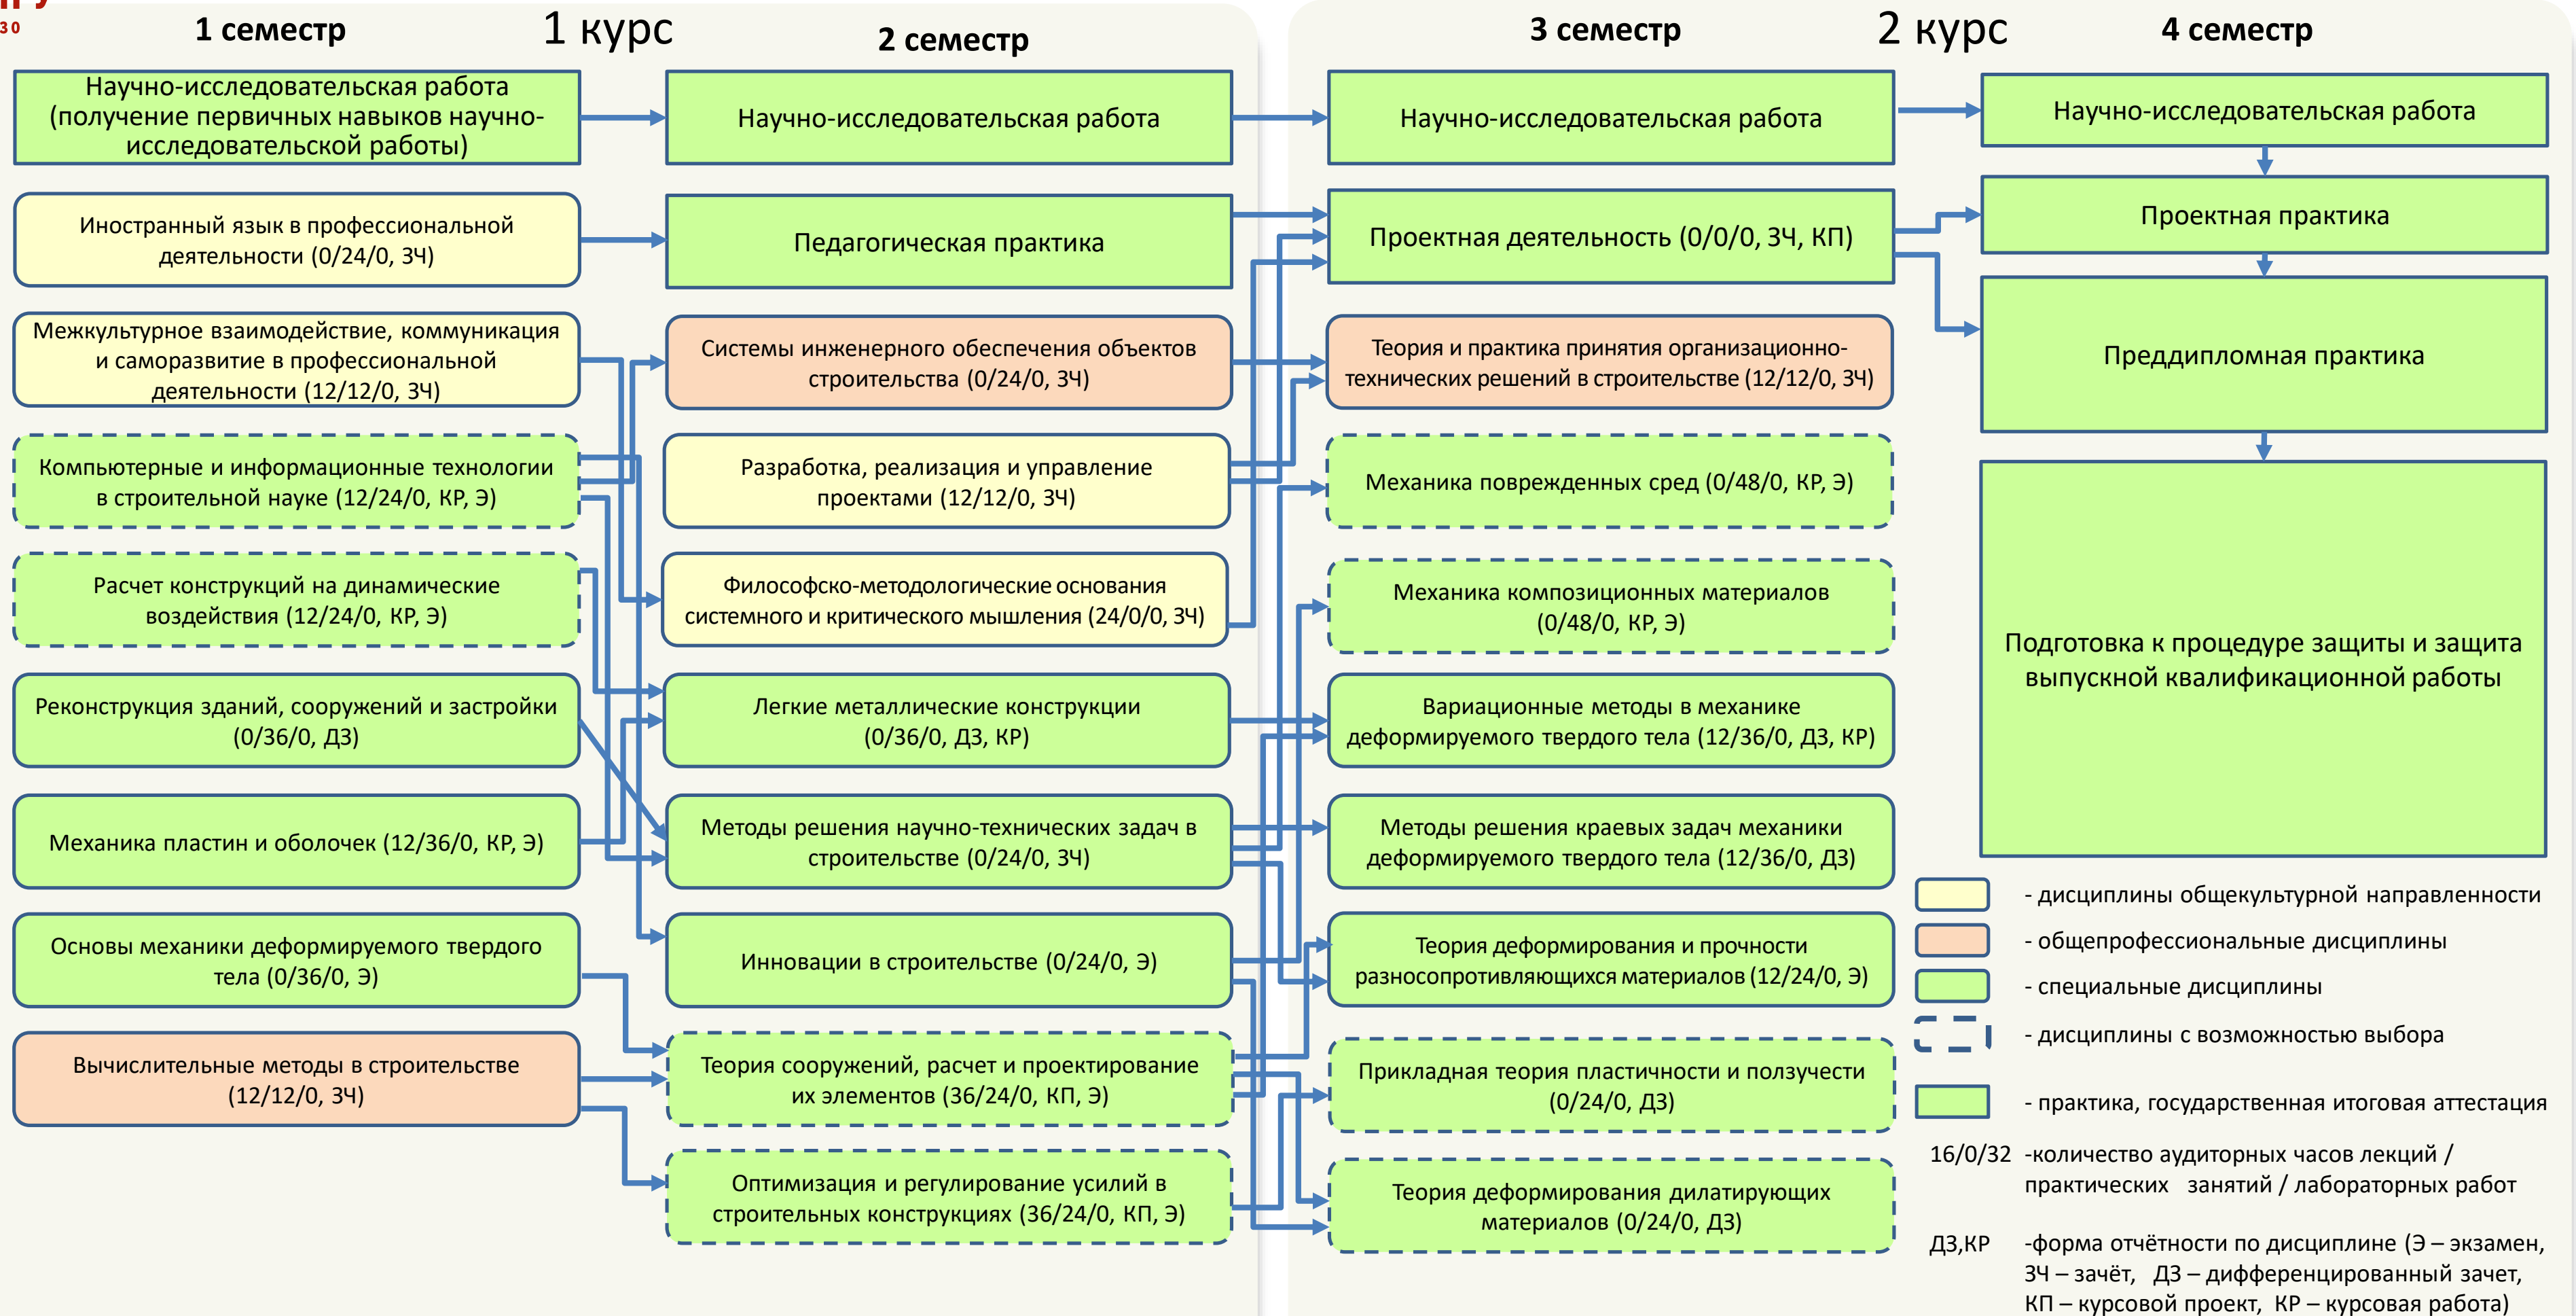 30
1 семестр
1 курс
2 семестр
3 семестр
2 курс
4 семестр
Научно-исследовательская работа
(получение первичных навыков научно-
исследовательской работы)
Иностранный язык в профессиональной
деятельности (0/24/0, ЗЧ)
Межкультурное взаимодействие, коммуникация
и саморазвитие в профессиональной
деятельности (12/12/0, ЗЧ)
Компьютерные и информационные технологии
в строительной науке (12/24/0, КР, Э)
Расчет конструкций на динамические
воздействия (12/24/0, КР, Э)
Реконструкция зданий, сооружений и застройки
(0/36/0, ДЗ)
Механика пластин и оболочек (12/36/0, КР, Э)
Основы механики деформируемого твердого
тела (0/36/0, Э)
Вычислительные методы в строительстве
(12/12/0, ЗЧ)
Научно-исследовательская работа
Педагогическая практика
Системы инженерного обеспечения объектов
строительства (0/24/0, ЗЧ)
Разработка, реализация и управление
проектами (12/12/0, ЗЧ)
Философско-методологические основания
системного и критического мышления (24/0/0, ЗЧ)
Легкие металлические конструкции
(0/36/0, ДЗ, КР)
Методы решения научно-технических задач в
строительстве (0/24/0, ЗЧ)
Инновации в строительстве (0/24/0, Э)
Теория сооружений, расчет и проектирование
их элементов (36/24/0, КП, Э)
Оптимизация и регулирование усилий в
строительных конструкциях (36/24/0, КП, Э)
Научно-исследовательская работа
Проектная деятельность (0/0/0, ЗЧ, КП)
Теория и практика принятия организационно-
технических решений в строительстве (12/12/0, ЗЧ)
Механика поврежденных сред (0/48/0, КР, Э)
Механика композиционных материалов
(0/48/0, КР, Э)
Вариационные методы в механике
деформируемого твердого тела (12/36/0, ДЗ, КР)
Методы решения краевых задач механики
деформируемого твердого тела (12/36/0, ДЗ)
Теория деформирования и прочности
разносопротивляющихся материалов (12/24/0, Э)
Прикладная теория пластичности и ползучести
(0/24/0, ДЗ)
Теория деформирования дилатирующих
материалов (0/24/0, ДЗ)
Научно-исследовательская работа
Проектная практика
Преддипломная практика
Подготовка к процедуре защиты и защита
выпускной квалификационной работы
- дисциплины общекультурной направленности
- общепрофессиональные дисциплины
- специальные дисциплины
- дисциплины с возможностью выбора
- практика, государственная итоговая аттестация
16/0/32 -количество аудиторных часов лекций /
практических занятий / лабораторных работ
ДЗ,КР -форма отчётности по дисциплине (Э – экзамен,
ЗЧ – зачёт, ДЗ – дифференцированный зачет,
КП – курсовой проект, КР – курсовая работа)